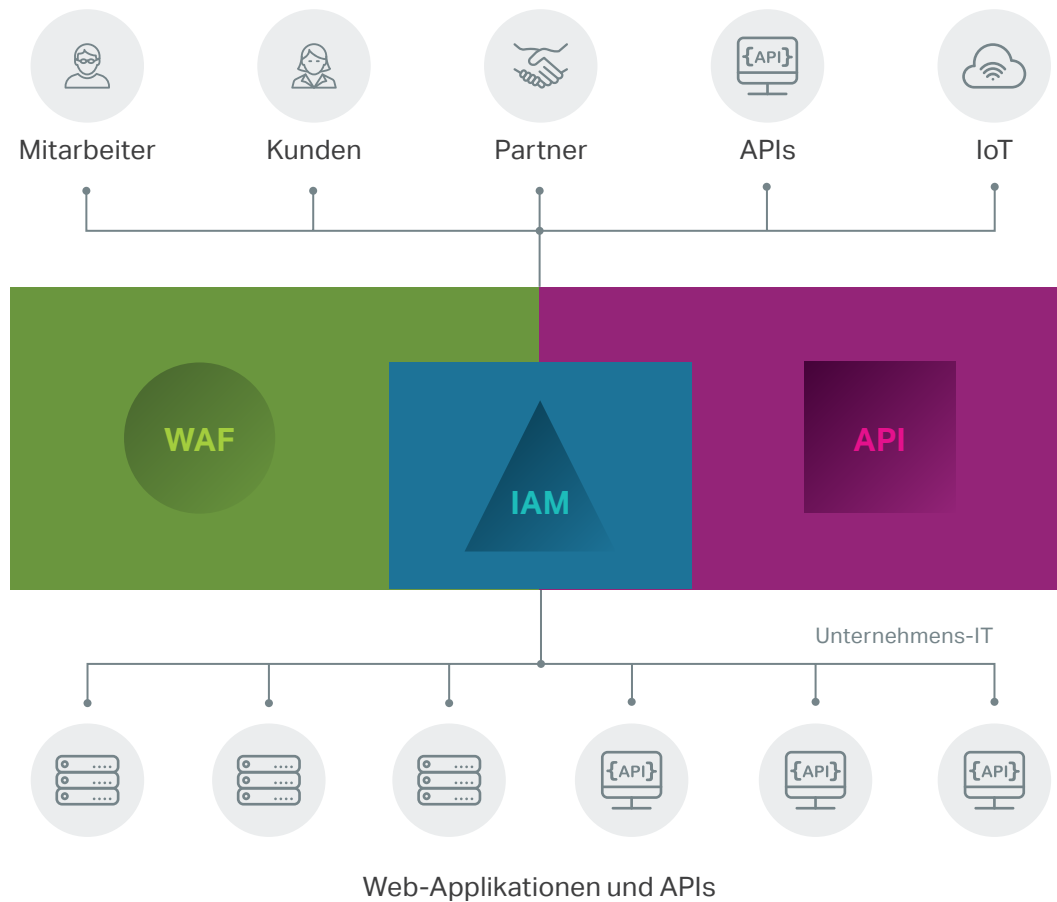 {API}
Mitarbeiter
Kunden
Partner
APIs
IoT
WAF
IAM
API
Unternehmens-IT
{API}
{API}
{API}
Web-Applikationen und APIs